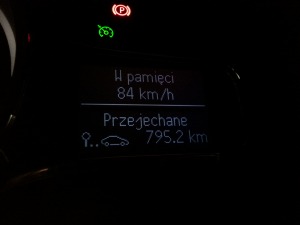 P
W pamięci
84 km/h
Przejechane
795.2 km